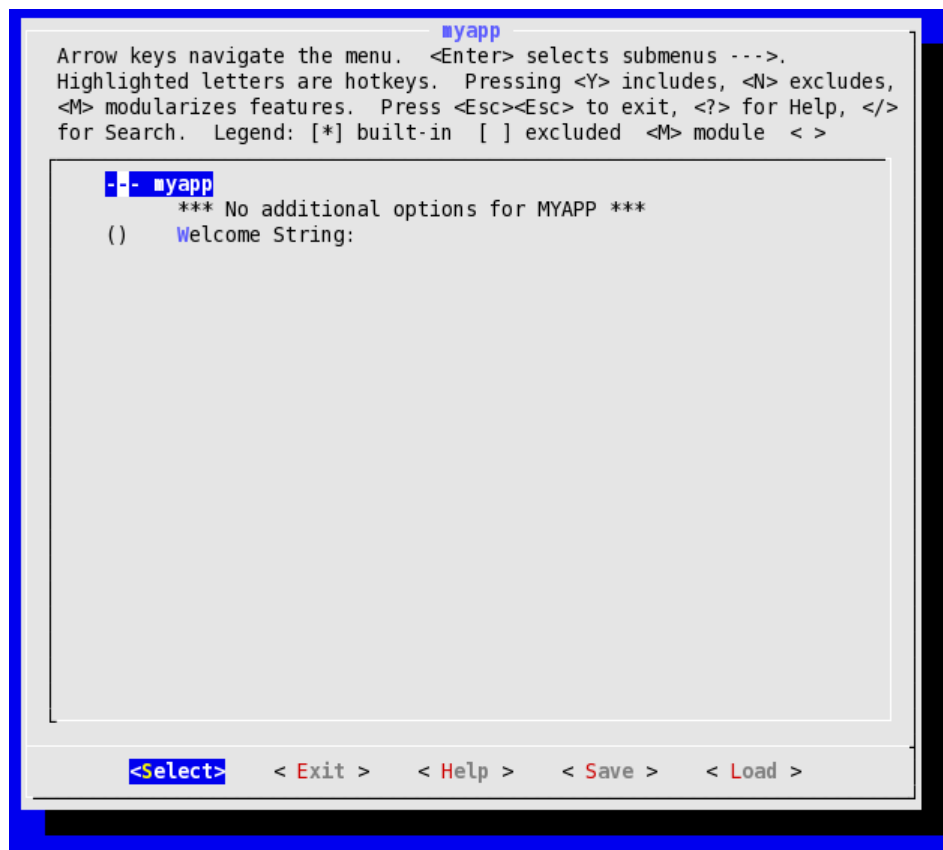 myapp
Arrow keys navigate the menu.  <Enter> selects submenus --->.
Highlighted letters are hotkeys.  Pressing <Y> includes, <N> excludes,
<M> modularizes features.  Press <Esc><Esc> to exit, <?> for Help, </>
for Search.  Legend: [*] built-in  [ ] excluded  <M> module  < >
--- myapp
*** No additional options for MYAPP ***
()    Welcome String:
<Select>    < Exit >    < Help >    < Save >    < Load >